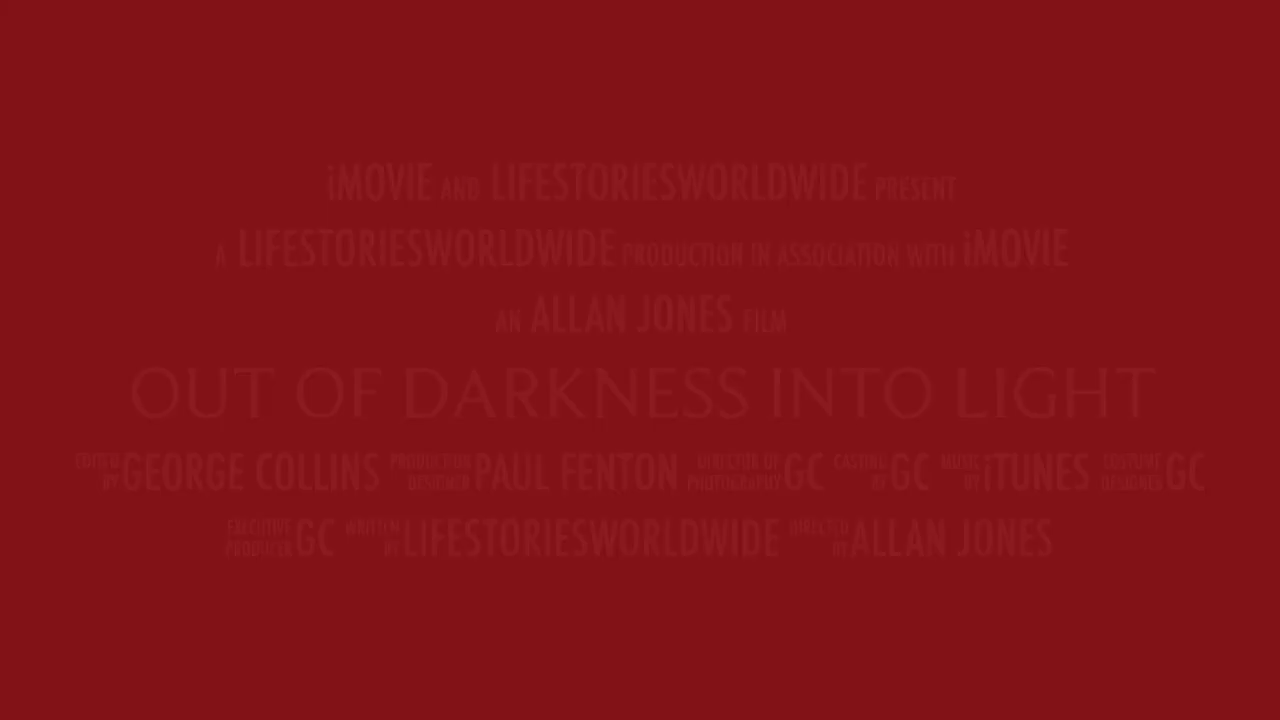 iMOVIE AND LIFESTORIESWORLDWIDE PRESENT
A LIFESTORIESWORLDWIDE PRODUCTION IN ASSOCIATION WITH iMOVIE
AN ALLAN JONES FILM
OUT OF DARKNESS INTO LIGHT
EDITED BY GEORGE COLLINS PRODUCTION DESIGNER PAUL FENTON DIRECTOR OF PHOTOGRAPHY GC CASTING BY GC MUSIC BY iTUNES COSTUME DESIGNER GC
EXECUTIVE PRODUCER GC WRITTEN BY LIFESTORIESWORLDWIDE DIRECTED BY ALLAN JONES